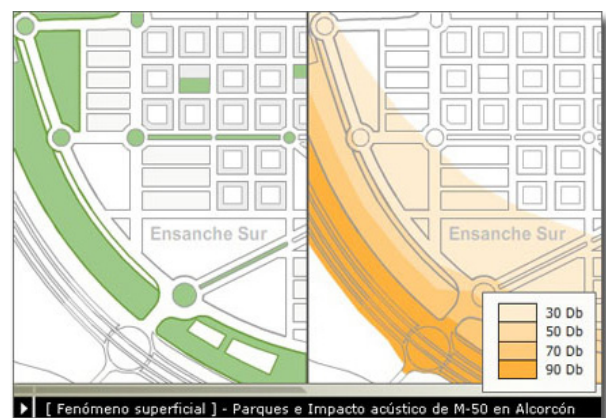 Ensanche Sur
Ensanche Sur
30 Db
50 Db
70 Db
90 Db
[ Fenómeno superficial ] - Parques e Impacto acústico de M-50 en Alcorcón